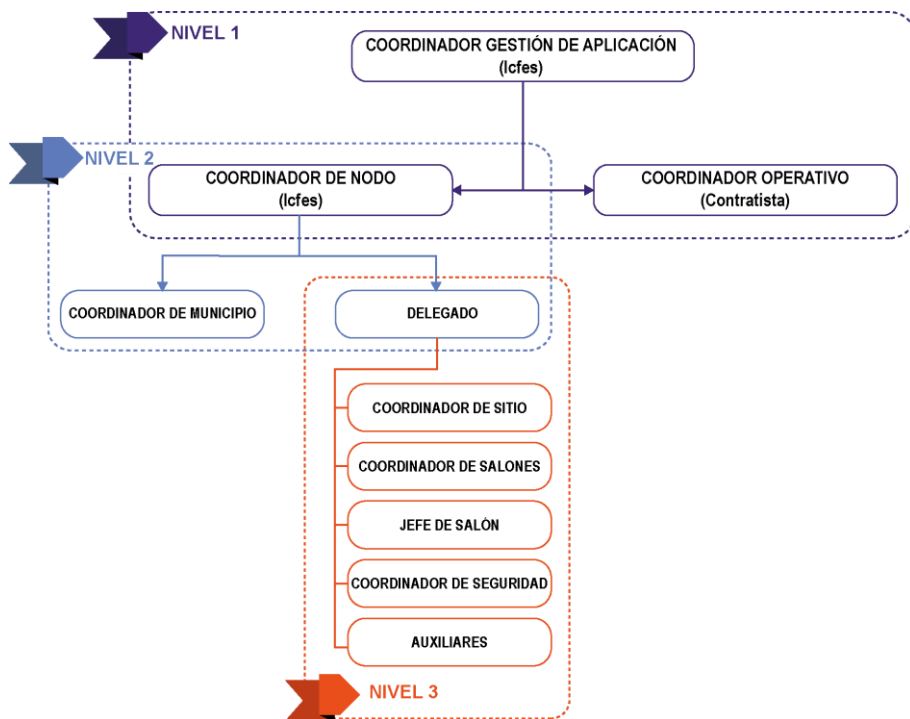 NIVEL 1
COORDINADOR GESTIÓN DE APLICACIÓN
(Icfes)
NIVEL 2
COORDINADOR DE NODO
(Icfes)
COORDINADOR OPERATIVO
(Contratista)
COORDINADOR DE MUNICIPIO
DELEGADO
COORDINADOR DE SITIO
COORDINADOR DE SALONES
JEFE DE SALÓN
COORDINADOR DE SEGURIDAD
AUXILIARES
NIVEL 3